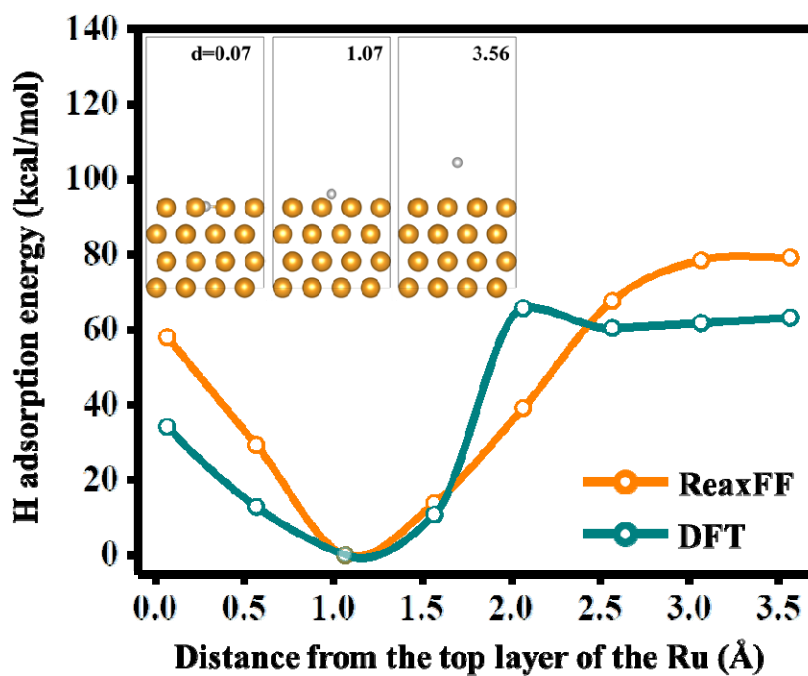 H adsorption energy (kcal/mol)
140
120
100
80
60
40
20
0
d=0.07
1.07
3.56
ReaxFF
DFT
0.0 0.5 1.0 1.5 2.0 2.5 3.0 3.5
Distance from the top layer of the Ru (Å)